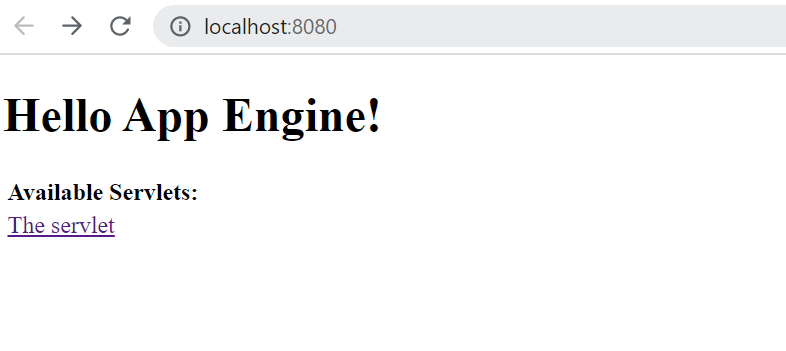 localhost:8080
Hello App Engine!
Available Servlets:
The servlet